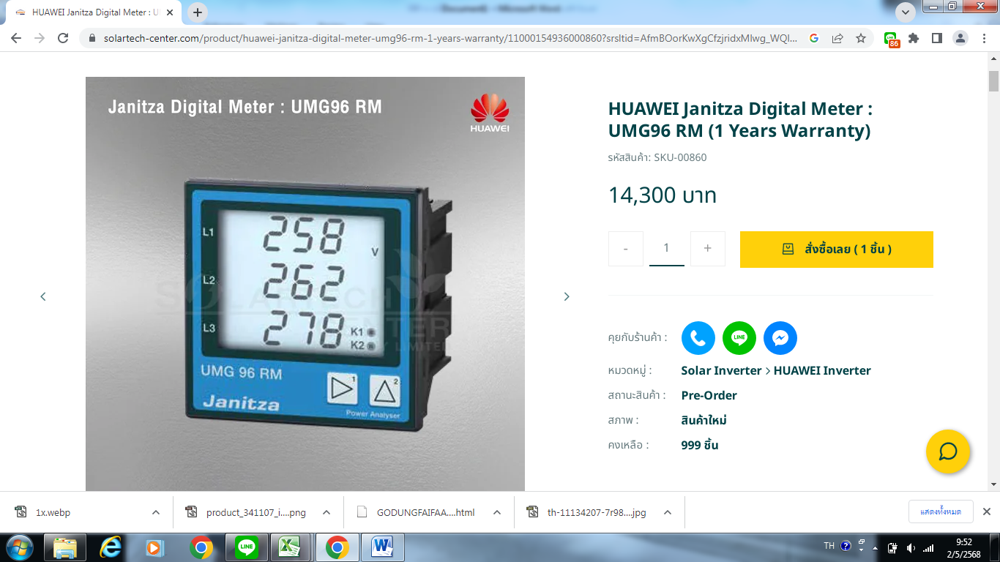 HUAWEI Janitza Digital Meter : U
solartech-center.com/product/huawei-janitza-digital-meter-umg96-rm-1-years-warranty/11000154936000860?srsltid=AfmBOorKwXgCfzjridxMlwg_WQl...
86
Janitza Digital Meter : UMG96 RM
HUAWEI
L1
258
V
L2
262
L3
278
K1
K2
SOLARTECH
CENTER
LIMITED
UMG 96 RM
1
2
Janitza
Power Analyser
HUAWEI Janitza Digital Meter :
UMG96 RM (1 Years Warranty)
รหัสสินค้า: SKU-00860
14,300 บาท
- 1 +
สั่งซื้อเลย ( 1 ชิ้น )
คุยกับร้านค้า :
LINE
หมวดหมู่ : Solar Inverter > HUAWEI Inverter
สถานะสินค้า : Pre-Order
สภาพ : สินค้าใหม่
คงเหลือ : 999 ชิ้น
1x.webp
product_341107_i....png
GODUNGFAIFAA....html
th-11134207-7r98....jpg
แสดงทั้งหมด
LINE
TH
9:52
2/5/2568